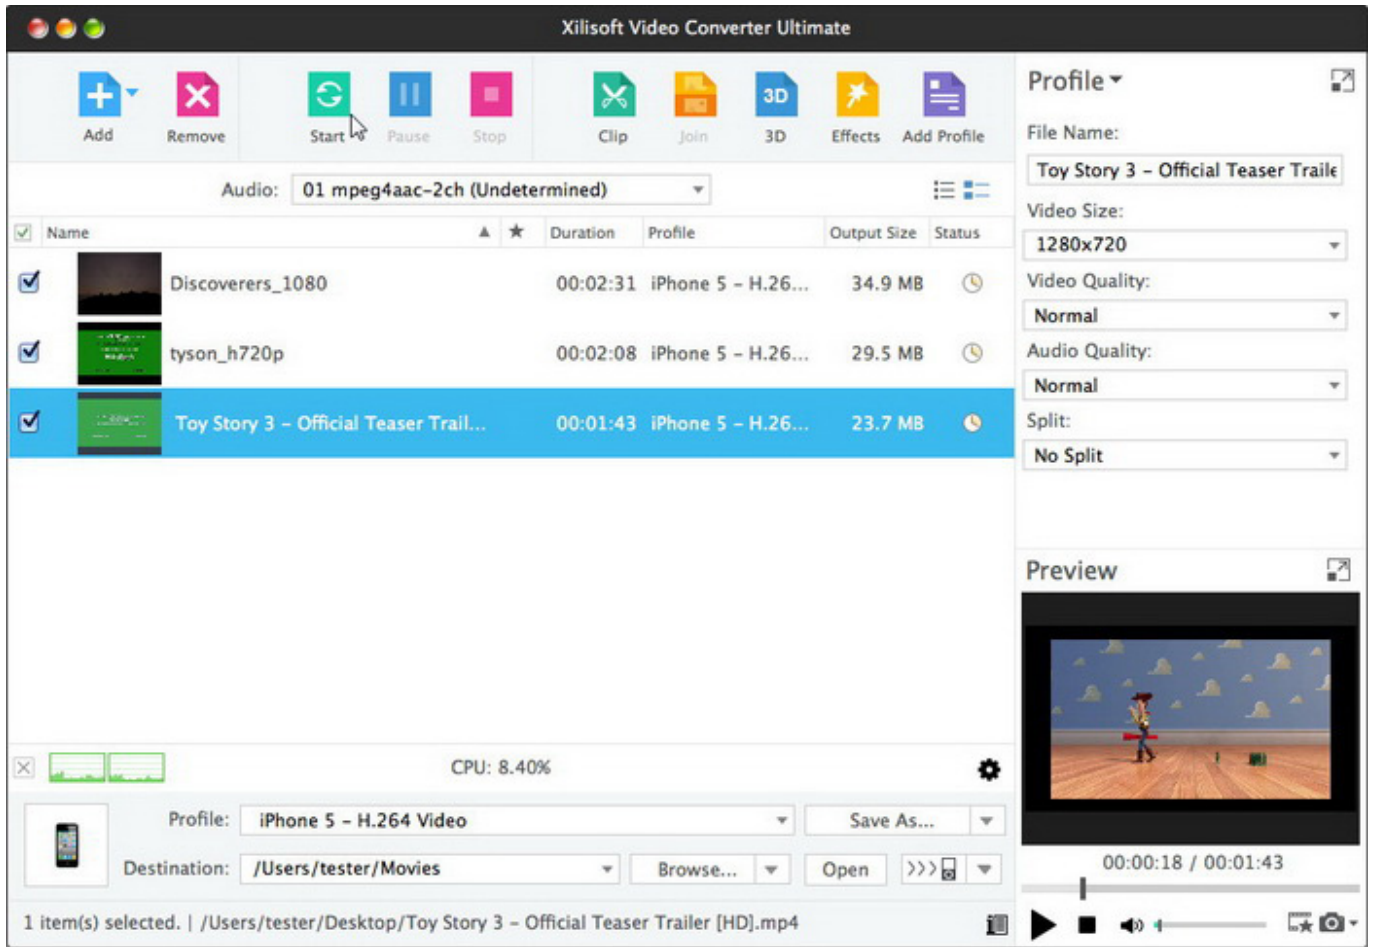 Xilisoft Video Converter Ultimate
Add
Remove
Start
Pause
Stop
Clip
Join
3D
3D
Effects
Add Profile
Audio: 01 mpeg4aac-2ch (Undetermined)
Name Duration Profile Output Size Status
Discoverers_1080 00:02:31 iPhone 5 - H.26... 34.9 MB
tyson_h720p 00:02:08 iPhone 5 - H.26... 29.5 MB
Toy Story 3 - Official Teaser Trail... 00:01:43 iPhone 5 - H.26... 23.7 MB
CPU: 8.40%
Profile: iPhone 5 - H.264 Video Save As...
Destination: /Users/tester/Movies Browse... Open
1 item(s) selected. | /Users/tester/Desktop/Toy Story 3 - Official Teaser Trailer [HD].mp4
Profile
File Name:
Toy Story 3 - Official Teaser Traile
Video Size:
1280x720
Video Quality:
Normal
Audio Quality:
Normal
Split:
No Split
Preview
00:00:18 / 00:01:43